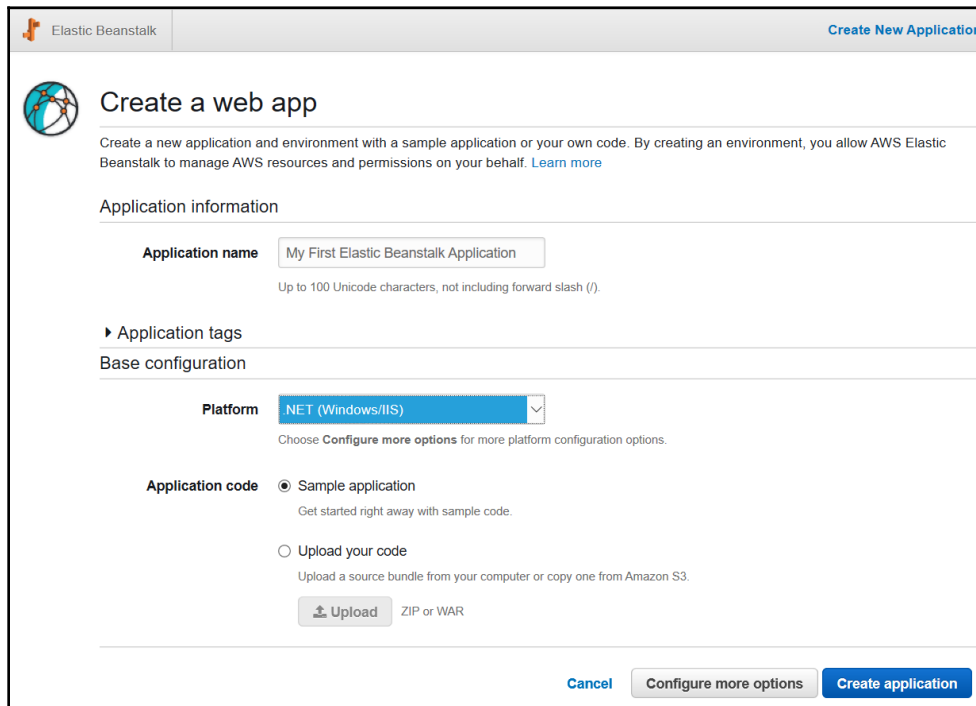 Elastic Beanstalk
Create New Application
Create a web app
Create a new application and environment with a sample application or your own code. By creating an environment, you allow AWS Elastic
Beanstalk to manage AWS resources and permissions on your behalf. Learn more
Application information
Application name
My First Elastic Beanstalk Application
Up to 100 Unicode characters, not including forward slash (/).
Application tags
Base configuration
Platform
.NET (Windows/IIS)
Choose Configure more options for more platform configuration options.
Application code
Sample application
Get started right away with sample code.
Upload your code
Upload a source bundle from your computer or copy one from Amazon S3.
Upload
ZIP or WAR
Cancel
Configure more options
Create application